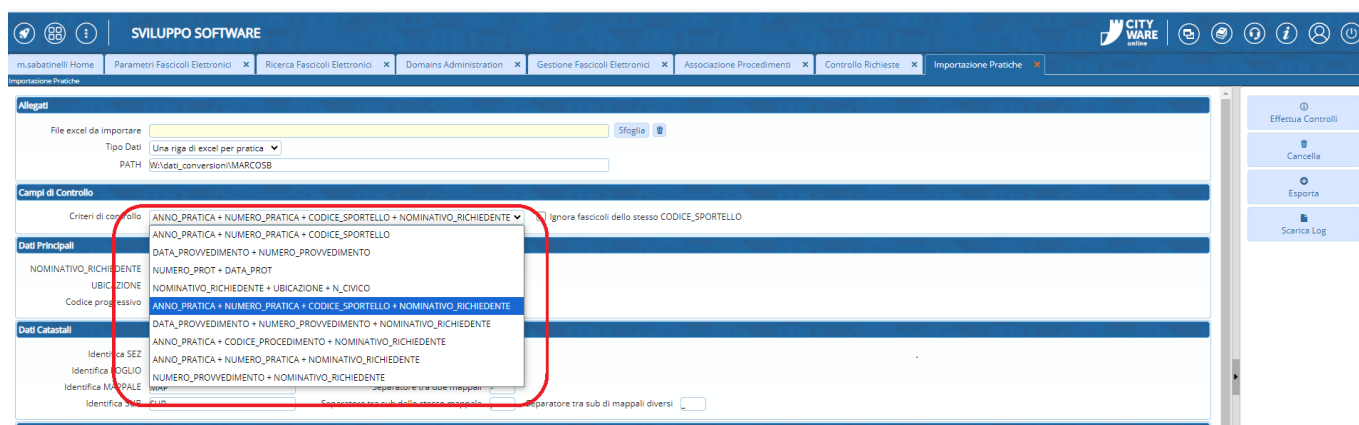 SVILUPPO SOFTWARE
CITY
WARE
online
m.sabatinelli Home
Parametri Fascicoli Elettronici
Ricerca Fascicoli Elettronici
Domains Administration
Gestione Fascicoli Elettronici
Associazione Procedimenti
Controllo Richieste
Importazione Pratiche
Importazione Pratiche
Allegati
File excel da importare
Sfoglia
Tipo Dati Una riga di excel per pratica
PATH W:\dati_conversioni\MARCOSB
Campi di Controllo
Criteri di controllo ANNO_PRATICA + NUMERO_PRATICA + CODICE_SPORTELLO + NOMINATIVO_RICHIEDENTE Ignora fascicoli dello stesso CODICE_SPORTELLO
ANNO_PRATICA + NUMERO_PRATICA + CODICE_SPORTELLO
DATA_PROVVEDIMENTO + NUMERO_PROVVEDIMENTO
NUMERO_PROT + DATA_PROT
NOMINATIVO_RICHIEDENTE + UBICAZIONE + N_CIVICO
ANNO_PRATICA + NUMERO_PRATICA + CODICE_SPORTELLO + NOMINATIVO_RICHIEDENTE
DATA_PROVVEDIMENTO + NUMERO_PROVVEDIMENTO + NOMINATIVO_RICHIEDENTE
ANNO_PRATICA + CODICE_PROCEDIMENTO + NOMINATIVO_RICHIEDENTE
ANNO_PRATICA + NUMERO_PRATICA + NOMINATIVO_RICHIEDENTE
NUMERO_PROVVEDIMENTO + NOMINATIVO_RICHIEDENTE
Dati Principali
NOMINATIVO_RICHIEDENTE
UBICAZIONE
Codice progressivo
Dati Catastali
Identifica SEZ
Identifica FOGLIO
Identifica MAPPALE MAP Separatore tra due mappali -
Identifica SUB SUB Separatore tra sub dello stesso mappale Separatore tra sub di mappali diversi _
Effettua Controlli
Cancella
Esporta
Scarica Log